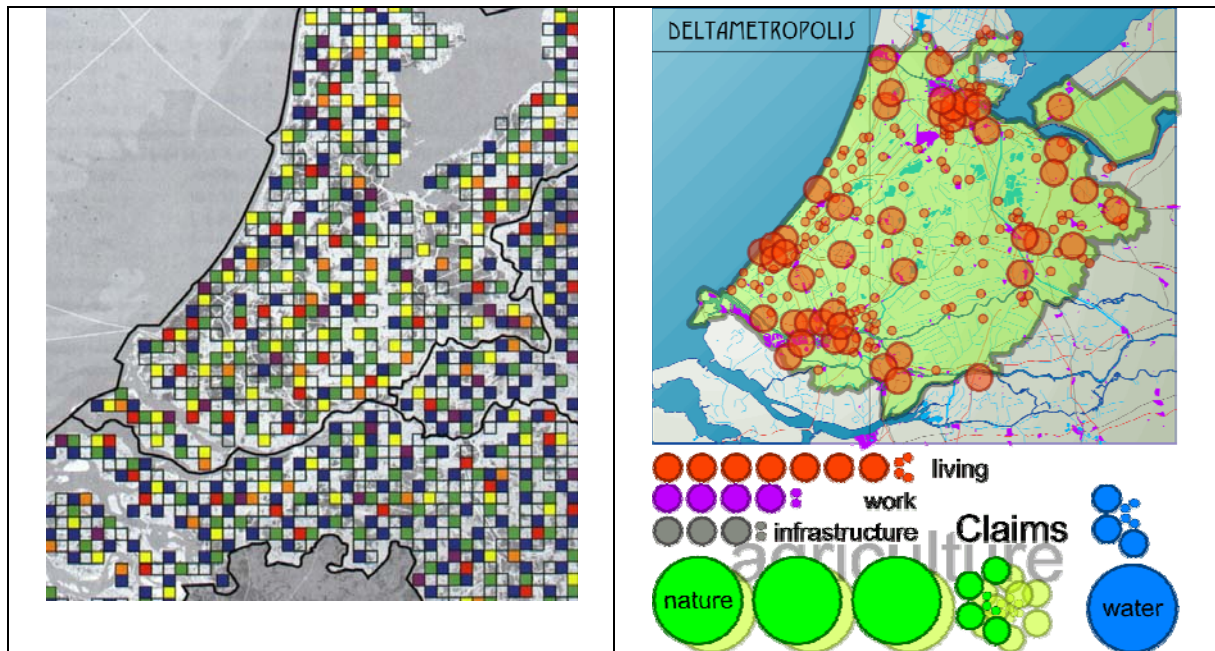 DELTAMETROPOLIS
living
work
infrastructure
Claims
agriculture
nature
water